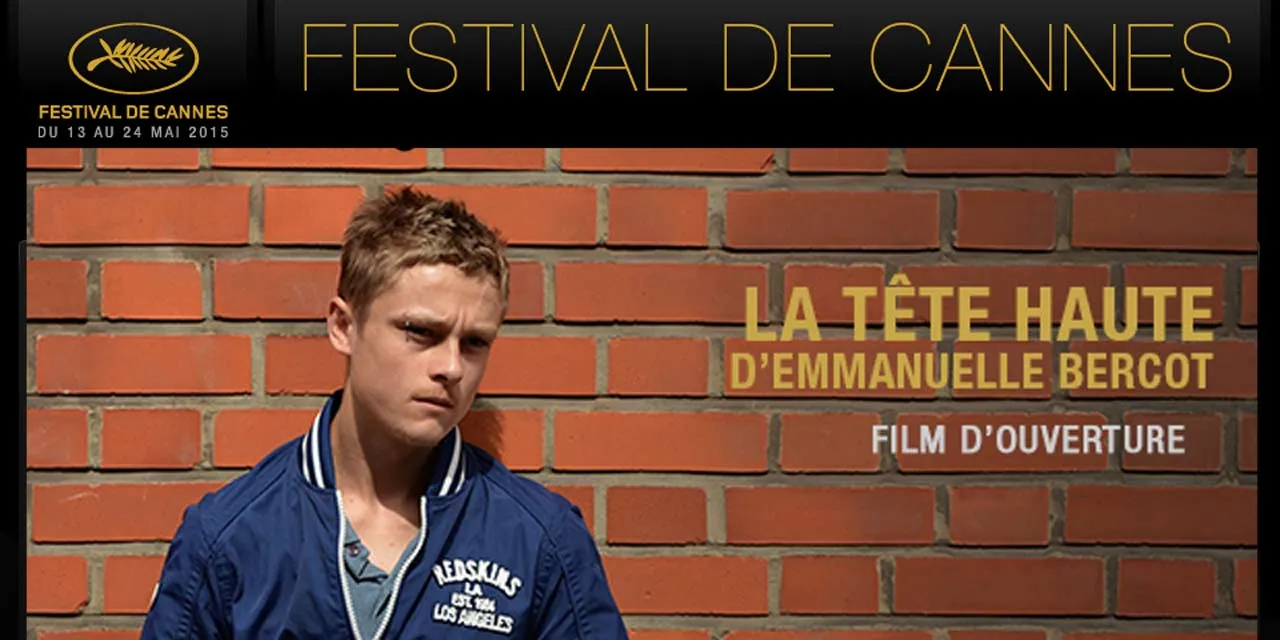 FESTIVAL DE CANNES
FESTIVAL DE CANNES
DU 13 AU 24 MAI 2015
LA TÊTE HAUTE
D'EMMANUELLE BERCOT
FILM D'OUVERTURE
REDSKINS
LA
EST. 1984
LOS ANGELES